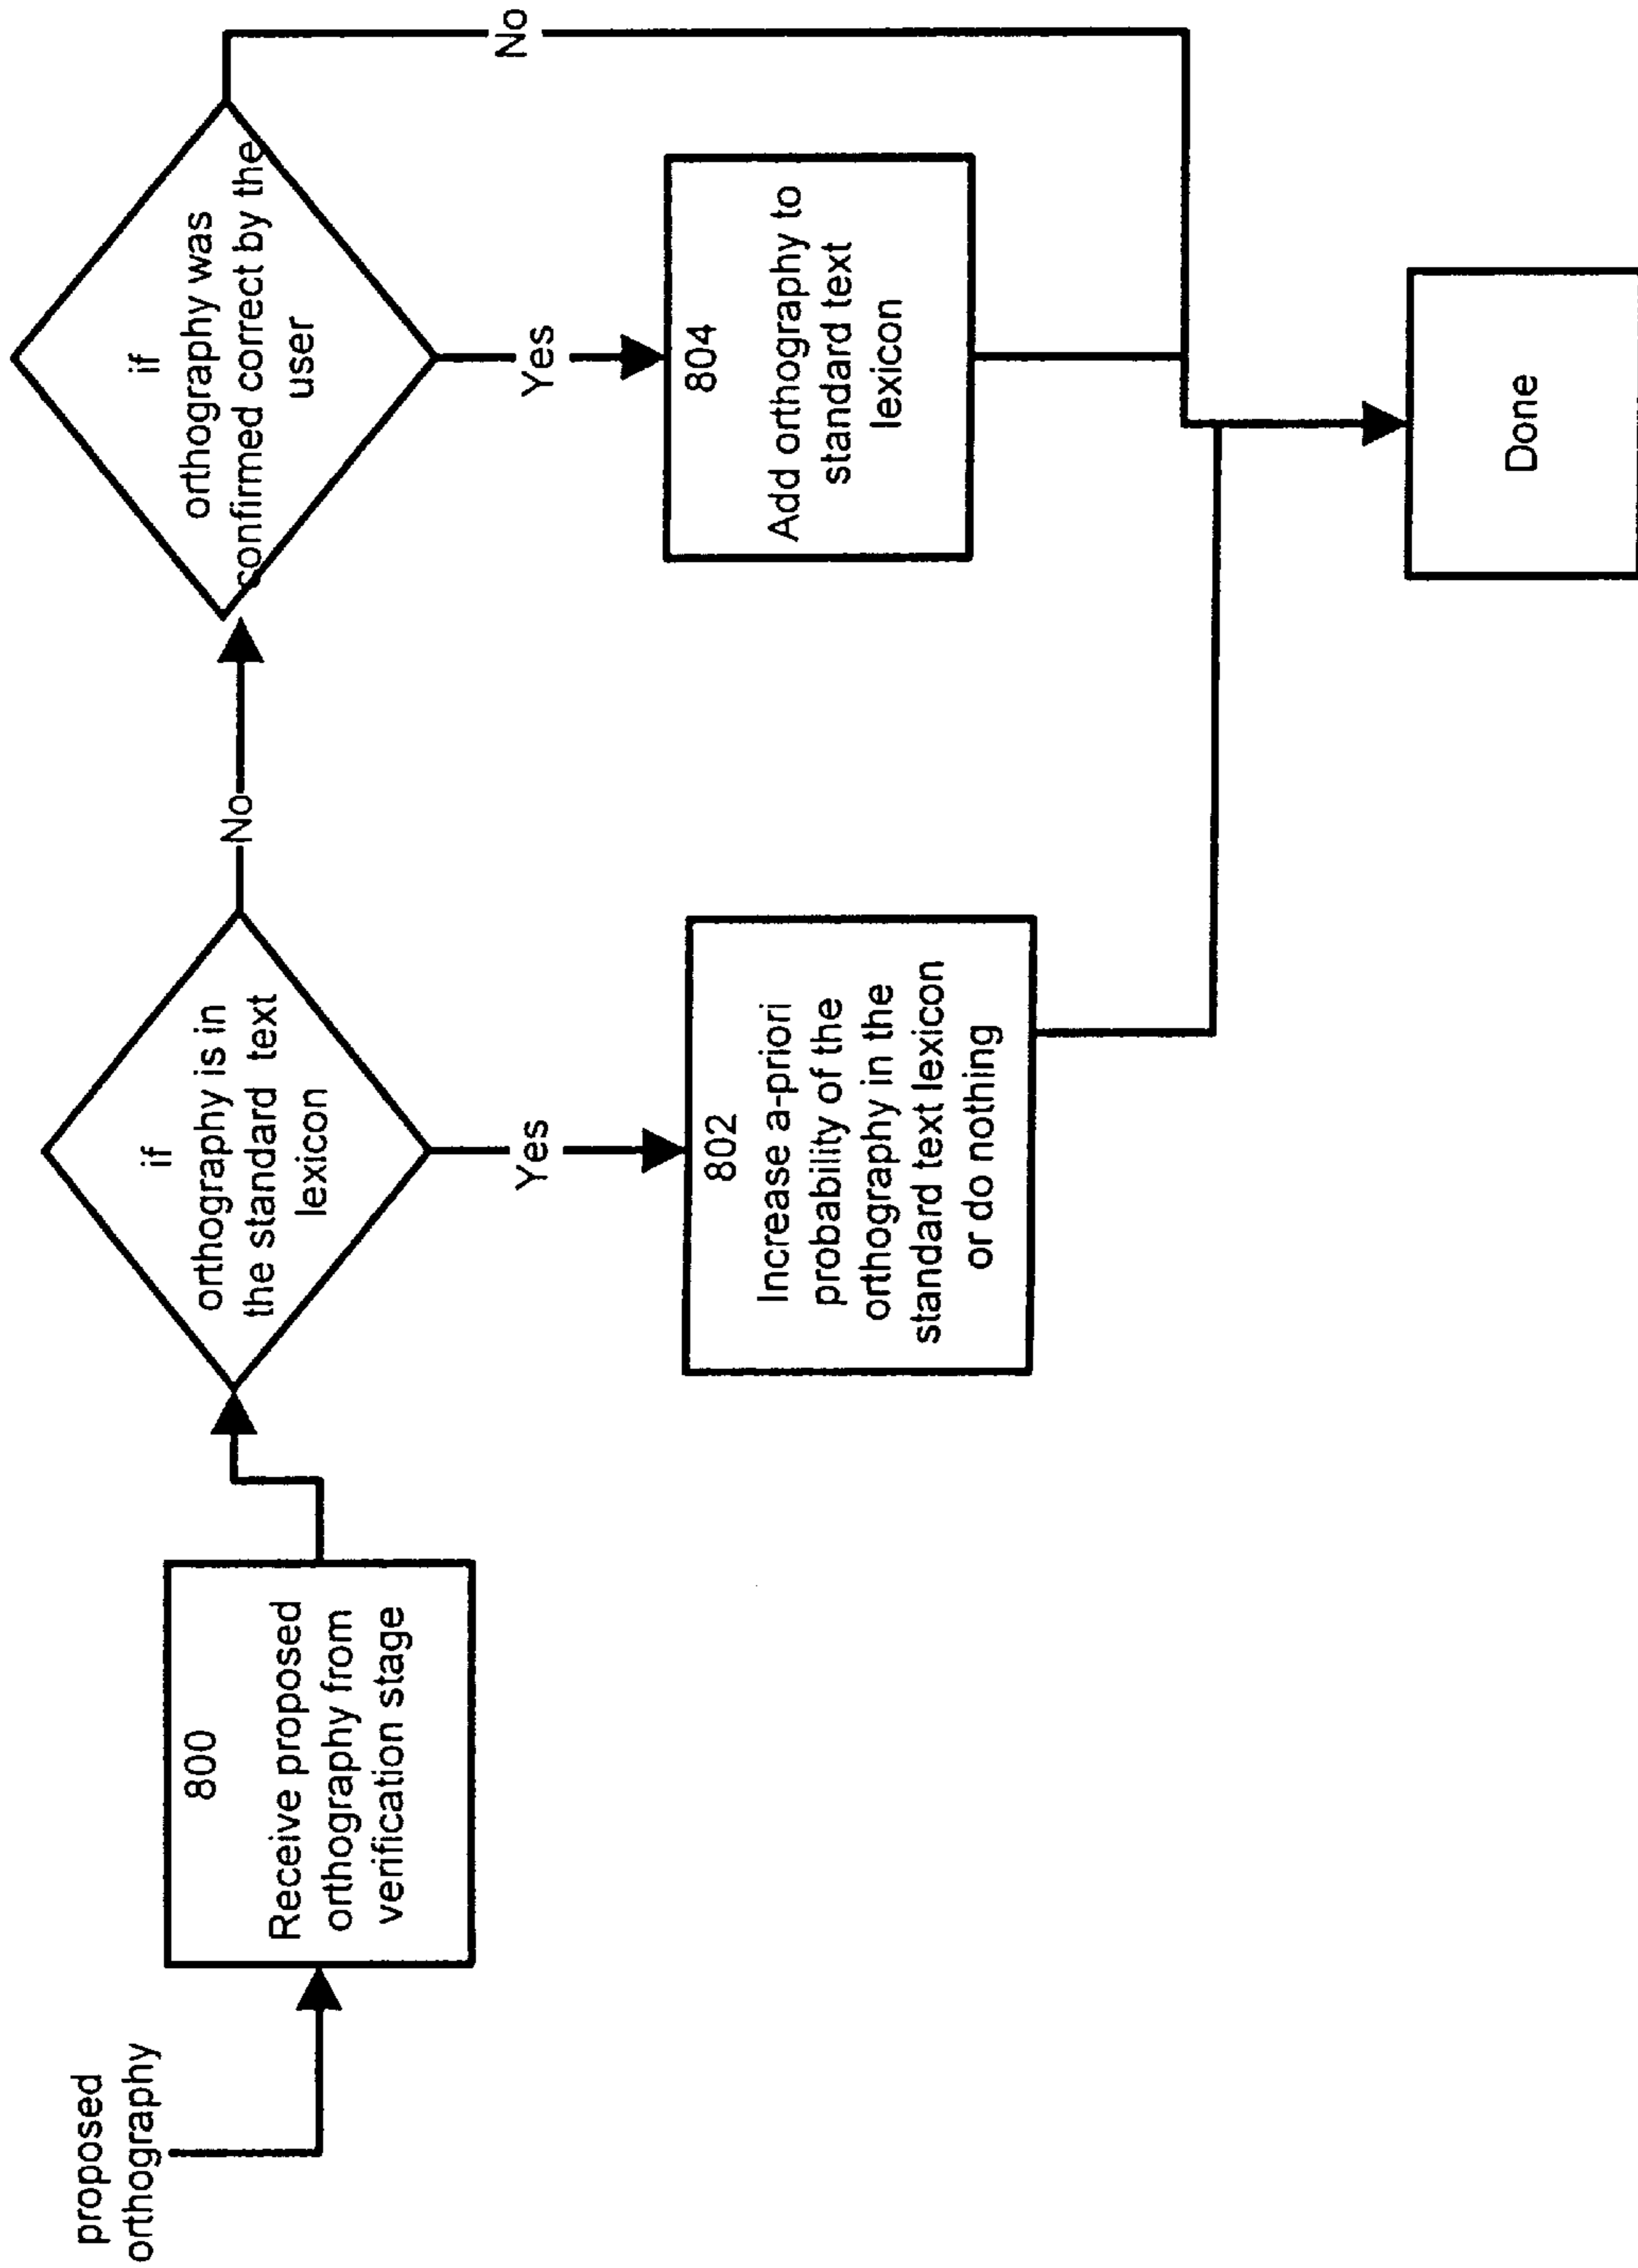 proposed
orthography
800
Receive proposed
orthography from
verification stage
if
orthography is in
the standard text
lexicon
No
if
orthography was
confirmed correct by the
user
No
Yes
802
Increase a-priori
probability of the
orthography in the
standard text lexicon
or do nothing
Yes
804
Add orthography to
standard text
lexicon
Done